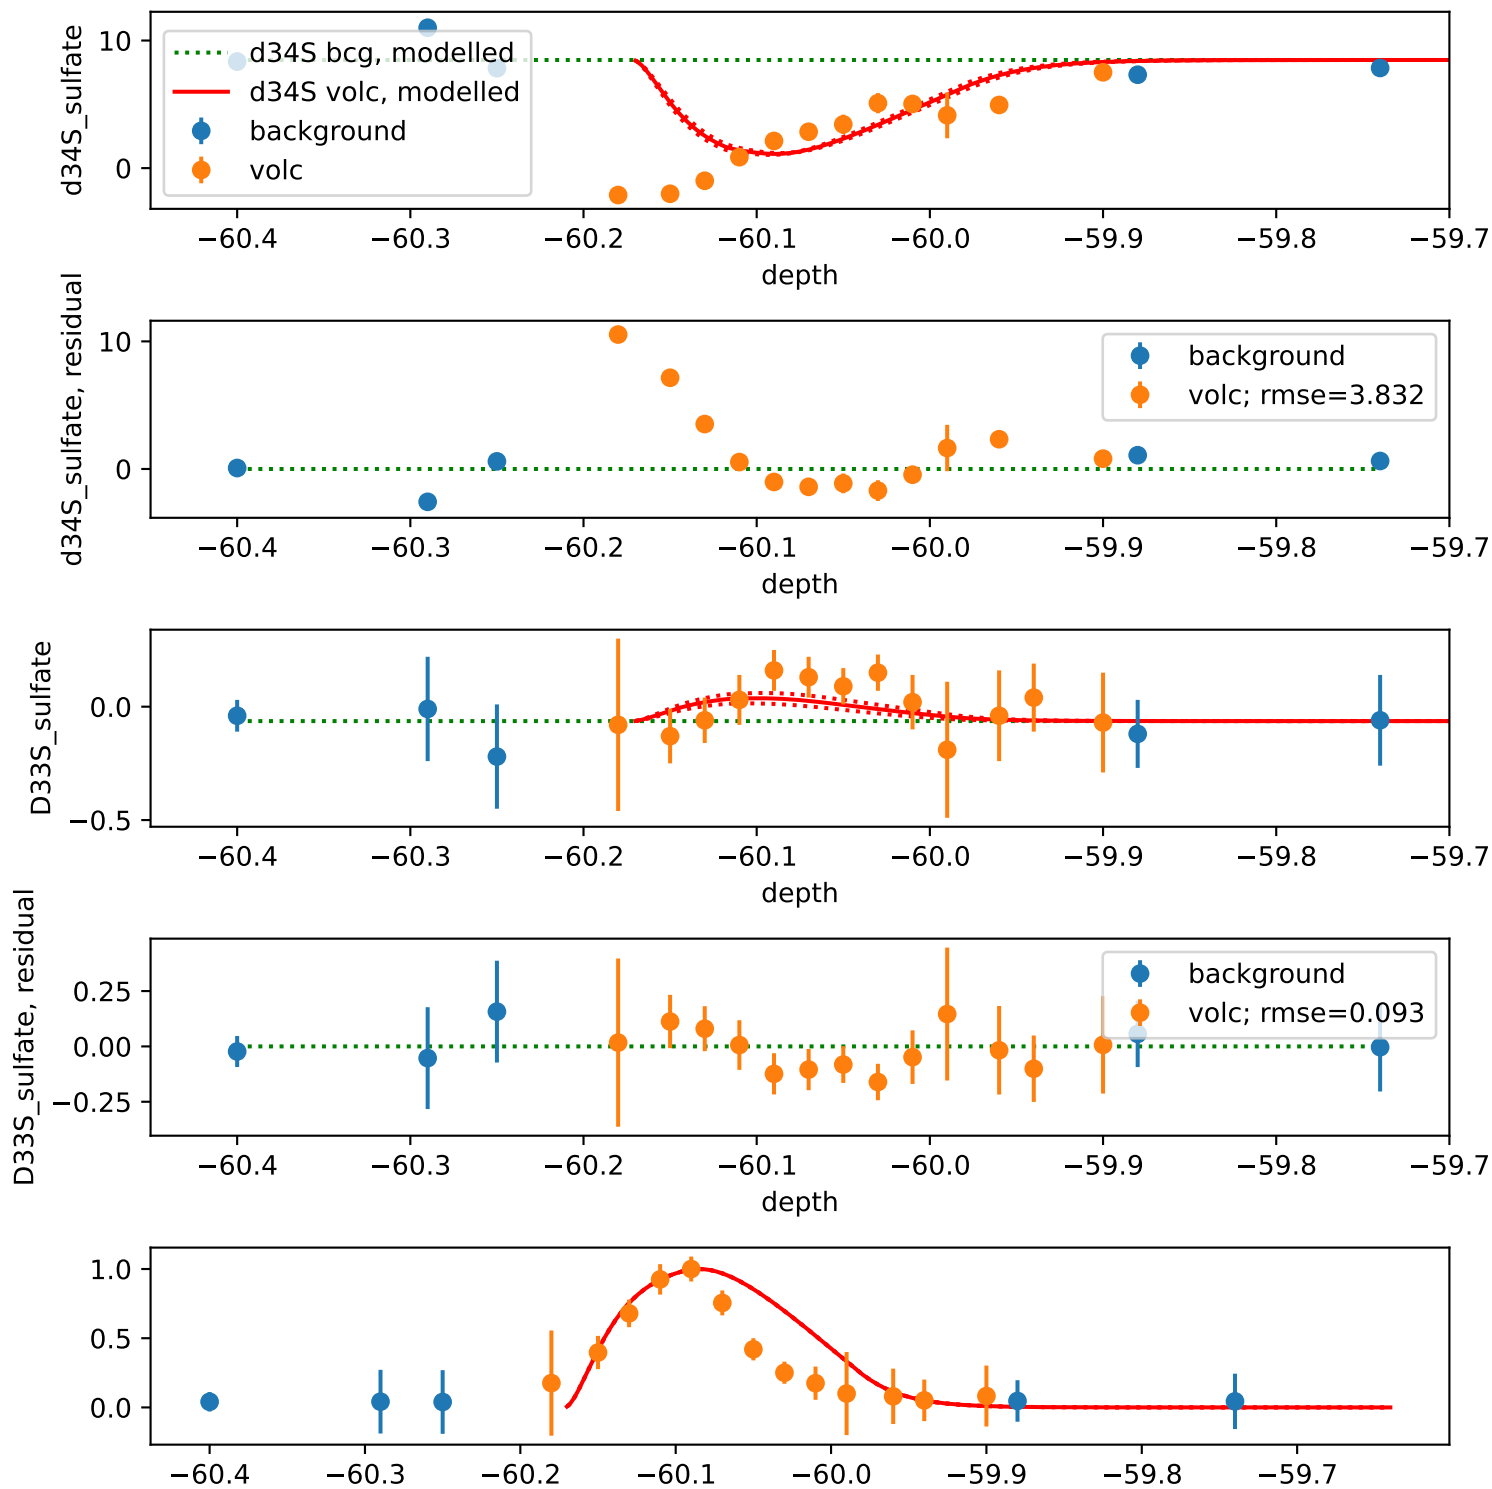 d34S_sulfate
10
0
d34S bcg, modelled
d34S volc, modelled
background
volc
−60.4 −60.3 −60.2 −60.1 −60.0 −59.9 −59.8 −59.7
depth
d34S_sulfate, residual
10
0
background
volc; rmse=3.832
−60.4 −60.3 −60.2 −60.1 −60.0 −59.9 −59.8 −59.7
depth
D33S_sulfate
0.0
−0.5
−60.4 −60.3 −60.2 −60.1 −60.0 −59.9 −59.8 −59.7
depth
D33S_sulfate, residual
0.25
0.00
−0.25
background
volc; rmse=0.093
−60.4 −60.3 −60.2 −60.1 −60.0 −59.9 −59.8 −59.7
depth
1.0
0.5
0.0
−60.4 −60.3 −60.2 −60.1 −60.0 −59.9 −59.8 −59.7